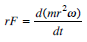 rF = d(mr²ω)/dt